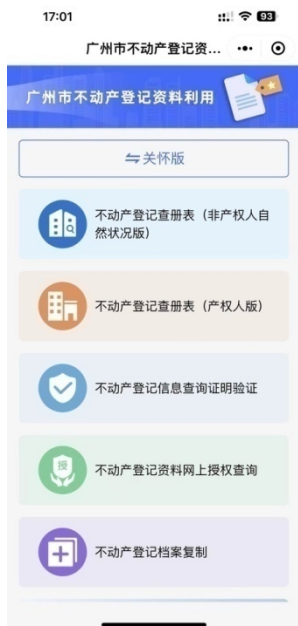 17:01
93
广州市不动产登记资...
广州市不动产登记资料利用
关怀版
不动产登记查册表（非产权人自
然状况版）
不动产登记查册表（产权人版）
不动产登记信息查询证明验证
授
不动产登记资料网上授权查询
不动产登记档案复制